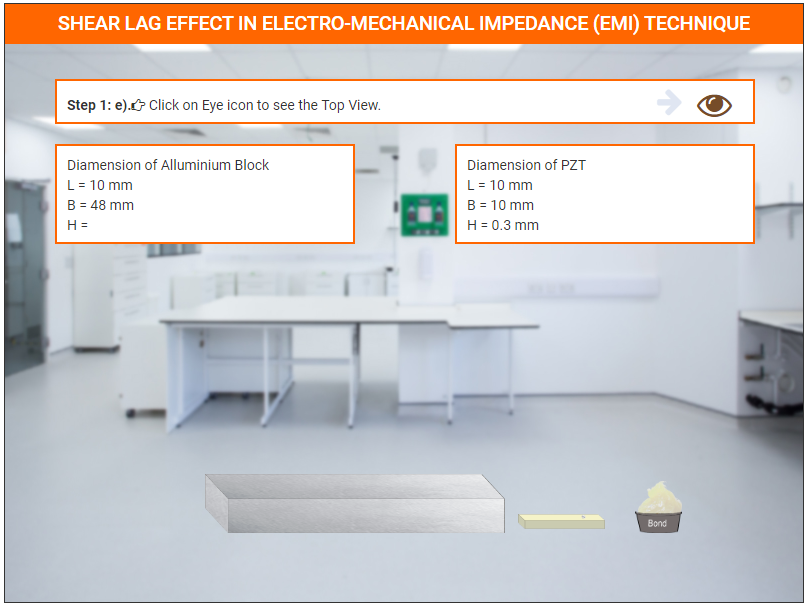 SHEAR LAG EFFECT IN ELECTRO-MECHANICAL IMPEDANCE (EMI) TECHNIQUE
Step 1: e). Click on Eye icon to see the Top View.
Diamension of Alluminium Block
L = 10 mm
B = 48 mm
H =
Diamension of PZT
L = 10 mm
B = 10 mm
H = 0.3 mm
Bond